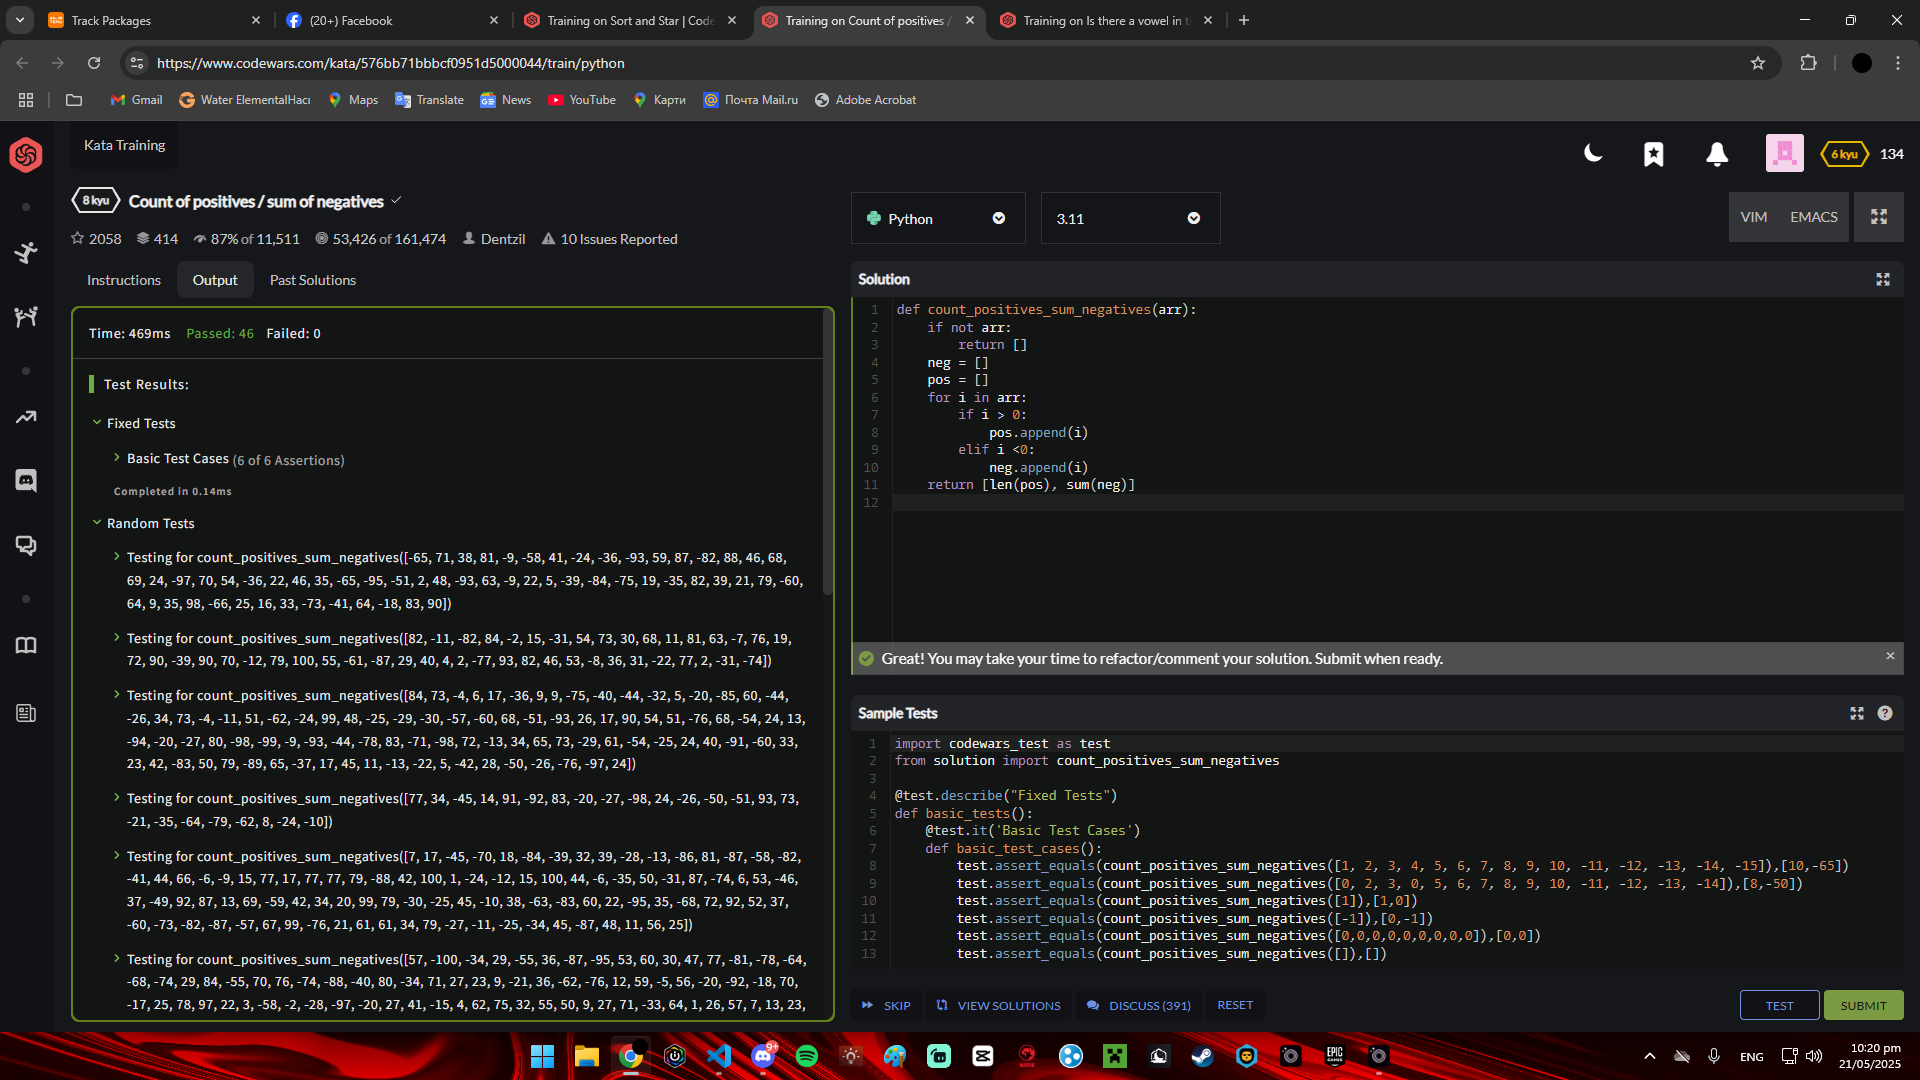 Track Packages
(20+) Facebook
Training on Sort and Star | Code
Training on Count of positives /
Training on Is there a vowel in t
https://www.codewars.com/kata/576bb71bbbcf0951d5000044/train/python
Gmail
Water ElementalHacı
Maps
Translate
News
YouTube
Карти
Почта Mail.ru
Adobe Acrobat
Kata Training
6 kyu
134
8 kyu
Count of positives / sum of negatives
2058
414
87% of 11,511
53,426 of 161,474
Dentzil
10 Issues Reported
Python
3.11
VIM
EMACS
Instructions
Output
Past Solutions
Time: 469ms Passed: 46 Failed: 0
Test Results:
Fixed Tests
Basic Test Cases (6 of 6 Assertions)
Completed in 0.14ms
Random Tests
Testing for count_positives_sum_negatives([-65, 71, 38, 81, -9, -58, 41, -24, -36, -93, 59, 87, -82, 88, 46, 68,
69, 24, -97, 70, 54, -36, 22, 46, 35, -65, -95, -51, 2, 48, -93, 63, -9, 22, 5, -39, -84, -75, 19, -35, 82, 39, 21, 79, -60,
64, 9, 35, 98, -66, 25, 16, 33, -73, -41, 64, -18, 83, 90])
Testing for count_positives_sum_negatives([82, -11, -82, 84, -2, 15, -31, 54, 73, 30, 68, 11, 81, 63, -7, 76, 19,
72, 90, -39, 90, 70, -12, 79, 100, 55, -61, -87, 29, 40, 4, 2, -77, 93, 82, 46, 53, -8, 36, 31, -22, 77, 2, -31, -74])
Testing for count_positives_sum_negatives([84, 73, -4, 6, 17, -36, 9, 9, -75, -40, -44, -32, 5, -20, -85, 60, -44,
-26, 34, 73, -4, -11, 51, -62, -24, 99, 48, -25, -29, -30, -57, -60, 68, -51, -93, 26, 17, 90, 54, 51, -76, 68, -54, 24, 13,
-94, -20, -27, 80, -98, -99, -9, -93, -44, -78, 83, -71, -98, 72, -13, 34, 65, 73, -29, 61, -54, -25, 24, 40, -91, -60, 33,
23, 42, -83, 50, 79, -89, 65, -37, 17, 45, 11, -13, -22, 5, -42, 28, -50, -26, -76, -97, 24])
Testing for count_positives_sum_negatives([77, 34, -45, 14, 91, -92, 83, -20, -27, -98, 24, -26, -50, -51, 93, 73,
-21, -35, -64, -79, -62, 8, -24, -10])
Testing for count_positives_sum_negatives([7, 17, -45, -70, 18, -84, -39, 32, 39, -28, -13, -86, 81, -87, -58, -82,
-41, 44, 66, -6, -9, 15, 77, 17, 77, 77, 79, -88, 42, 100, 1, -24, -12, 15, 100, 44, -6, -35, 50, -31, 87, -74, 6, 53, -46,
37, -49, 92, 87, 13, 69, -59, 42, 34, 20, 99, 79, -30, -25, 45, -10, 38, -63, -83, 60, 22, -95, 35, -68, 72, 92, 52, 37,
-60, -73, -82, -87, -57, 67, 99, -76, 21, 61, 61, 34, 79, -27, -11, -25, -34, 45, -87, 48, 11, 56, 25])
Testing for count_positives_sum_negatives([57, -100, -34, 29, -55, 36, -87, -95, 53, 60, 30, 47, 77, -81, -78, -64,
-68, -74, 29, 84, -55, 70, 76, -74, -88, -40, 80, -34, 71, 27, 23, 9, -21, 36, -62, -76, 12, 59, -5, 56, -20, -92, -18, 70,
-17, 25, 78, 97, 22, 3, -58, -2, -28, -97, -20, 27, 41, -15, 4, 62, 75, 32, 55, 50, 9, 27, 71, -33, 64, 1, 26, 57, 7, 13, 23,
Solution
1 def count_positives_sum_negatives(arr):
2 if not arr:
3 return []
4 neg = []
5 pos = []
6 for i in arr:
7 if i > 0:
8 pos.append(i)
9 elif i <0:
10 neg.append(i)
11 return [len(pos), sum(neg)]
12
Great! You may take your time to refactor/comment your solution. Submit when ready.
Sample Tests
1 import codewars_test as test
2 from solution import count_positives_sum_negatives
3
4 @test.describe("Fixed Tests")
5 def basic_tests():
6 @test.it('Basic Test Cases')
7 def basic_test_cases():
8 test.assert_equals(count_positives_sum_negatives([1, 2, 3, 4, 5, 6, 7, 8, 9, 10, -11, -12, -13, -14, -15]),[10,-65])
9 test.assert_equals(count_positives_sum_negatives([0, 2, 3, 0, 5, 6, 7, 8, 9, 10, -11, -12, -13, -14]),[8,-50])
10 test.assert_equals(count_positives_sum_negatives([1]),[1,0])
11 test.assert_equals(count_positives_sum_negatives([-1]),[0,-1])
12 test.assert_equals(count_positives_sum_negatives([0,0,0,0,0,0,0,0,0]),[0,0])
13 test.assert_equals(count_positives_sum_negatives([]),[])
SKIP
VIEW SOLUTIONS
DISCUSS (391)
RESET
TEST
SUBMIT
9+
EPIC GAMES
ENG
10:20 pm
21/05/2025